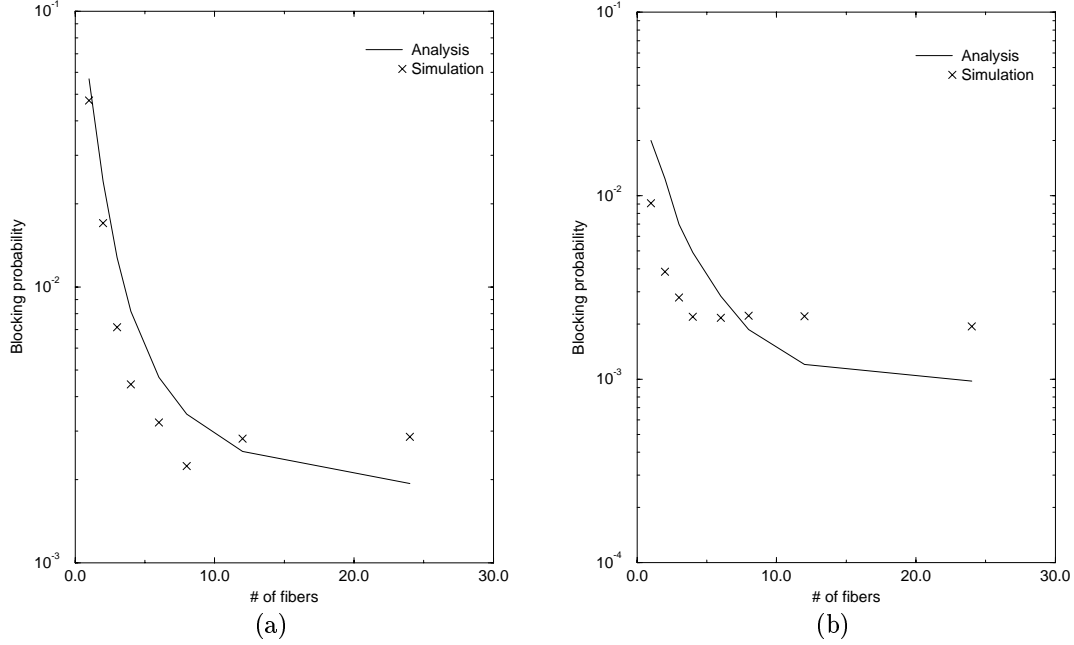 10^-1
10^-2
10^-3
0.0 10.0 20.0 30.0
# of fibers
Blocking probability
Analysis
Simulation
(a)
10^-1
10^-2
10^-3
10^-4
0.0 10.0 20.0 30.0
# of fibers
Blocking probability
Analysis
Simulation
(b)